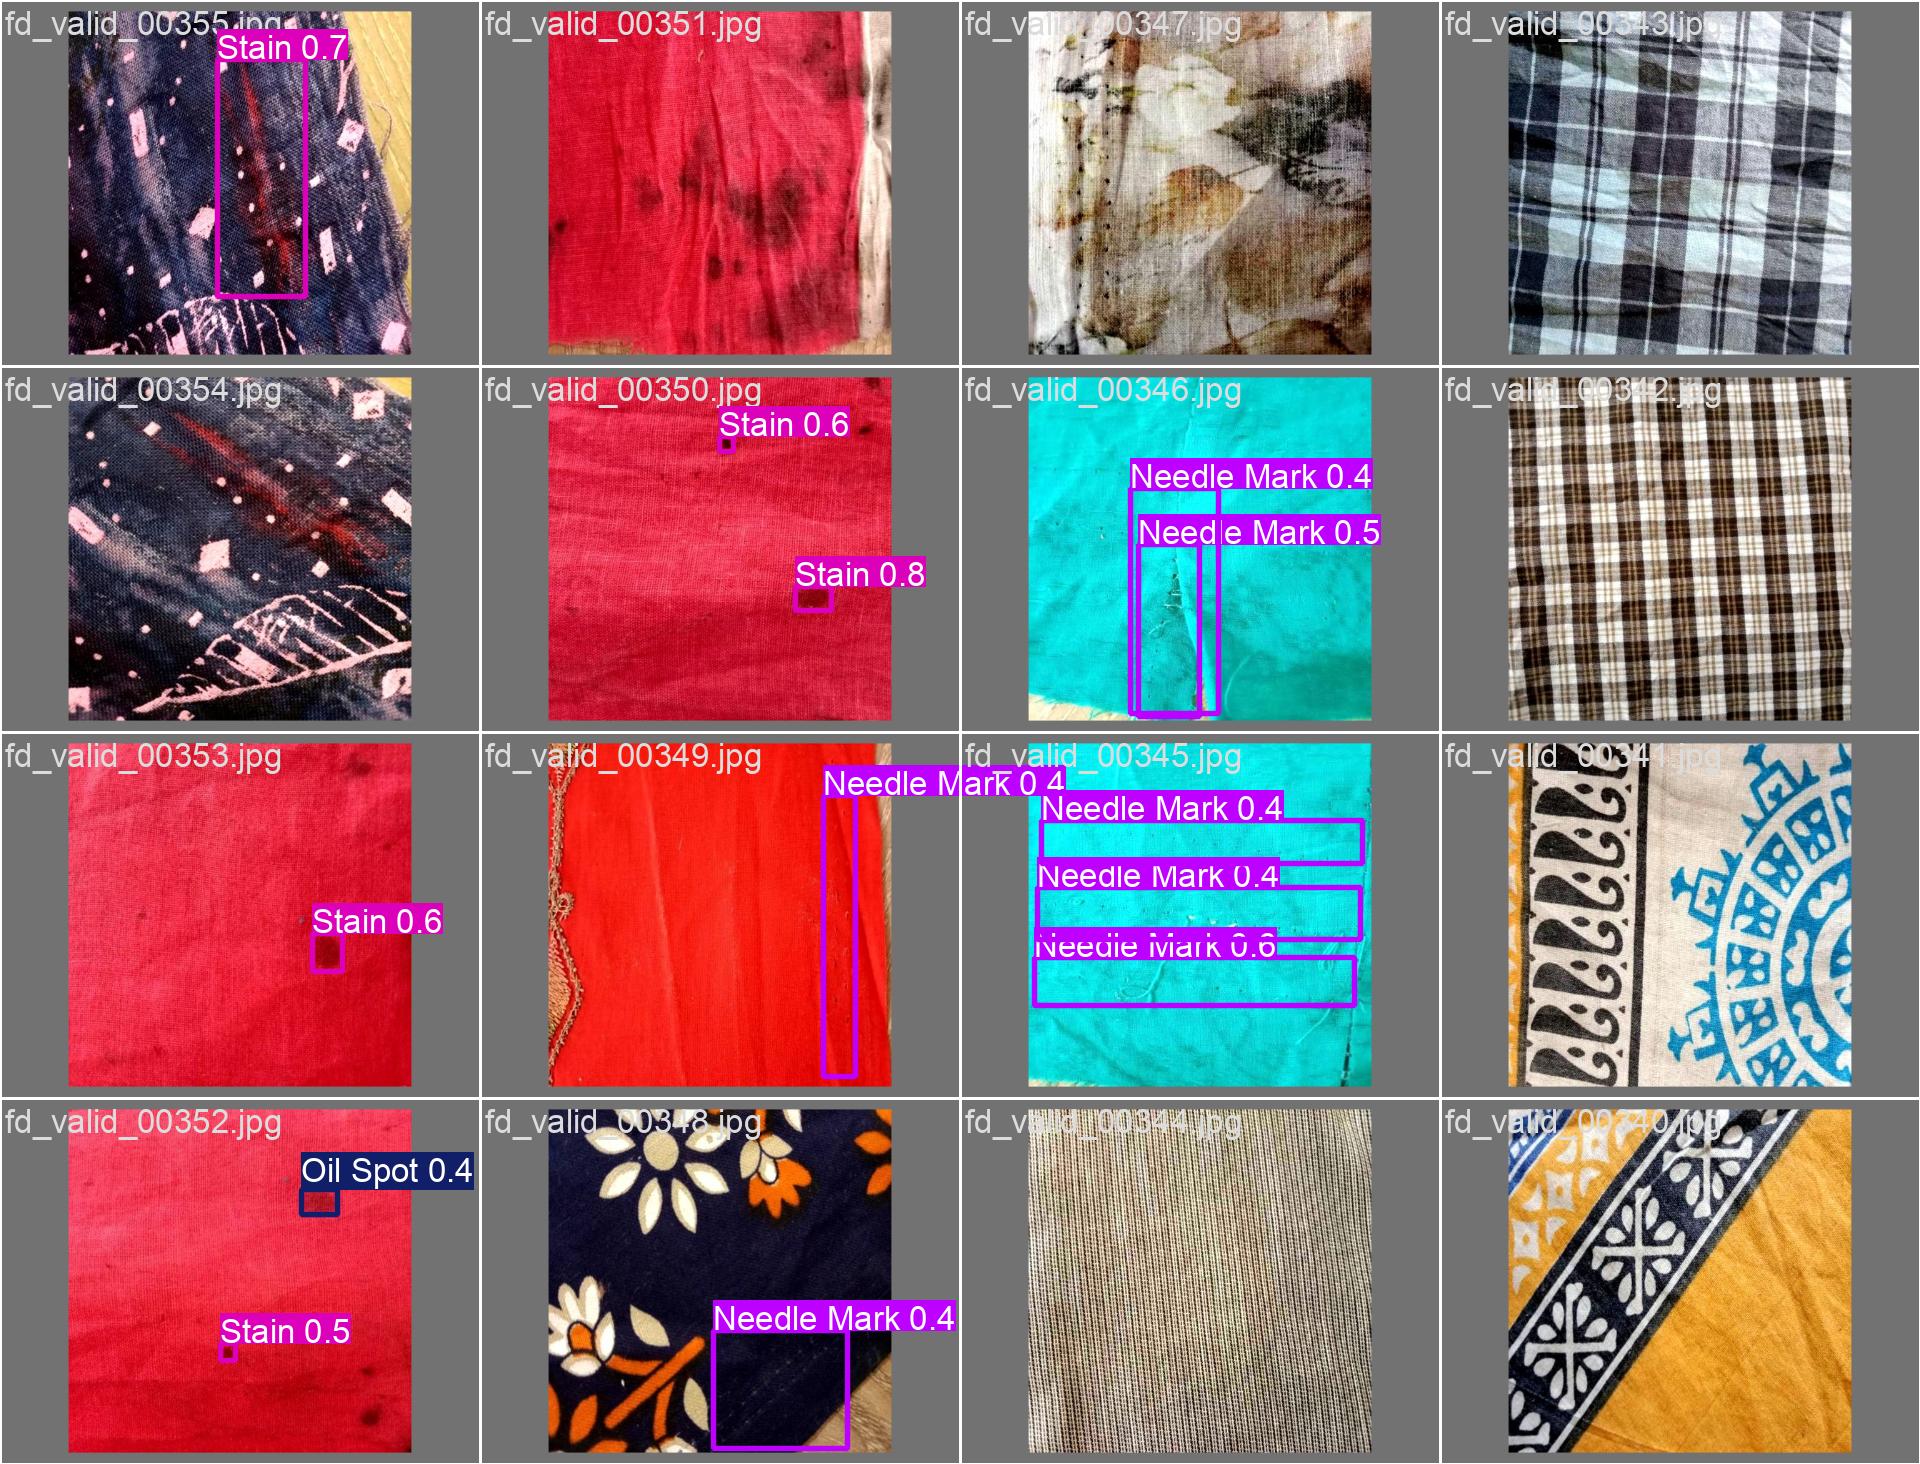 fd_valid_00355.jpg
Stain 0.7
fd_valid_00351.jpg
fd_valid_00347.jpg
fd_valid_00343.jpg
fd_valid_00354.jpg
fd_valid_00350.jpg
Stain 0.6
Stain 0.8
fd_valid_00346.jpg
Needle Mark 0.4
Needle Mark 0.5
fd_valid_00342.jpg
fd_valid_00353.jpg
Stain 0.6
fd_valid_00349.jpg
Needle Mark 0.4
fd_valid_00345.jpg
Needle Mark 0.4
Needle Mark 0.4
Needle Mark 0.6
fd_valid_00341.jpg
fd_valid_00352.jpg
Oil Spot 0.4
Stain 0.5
fd_valid_00348.jpg
Needle Mark 0.4
fd_valid_00344.jpg
fd_valid_00340.jpg